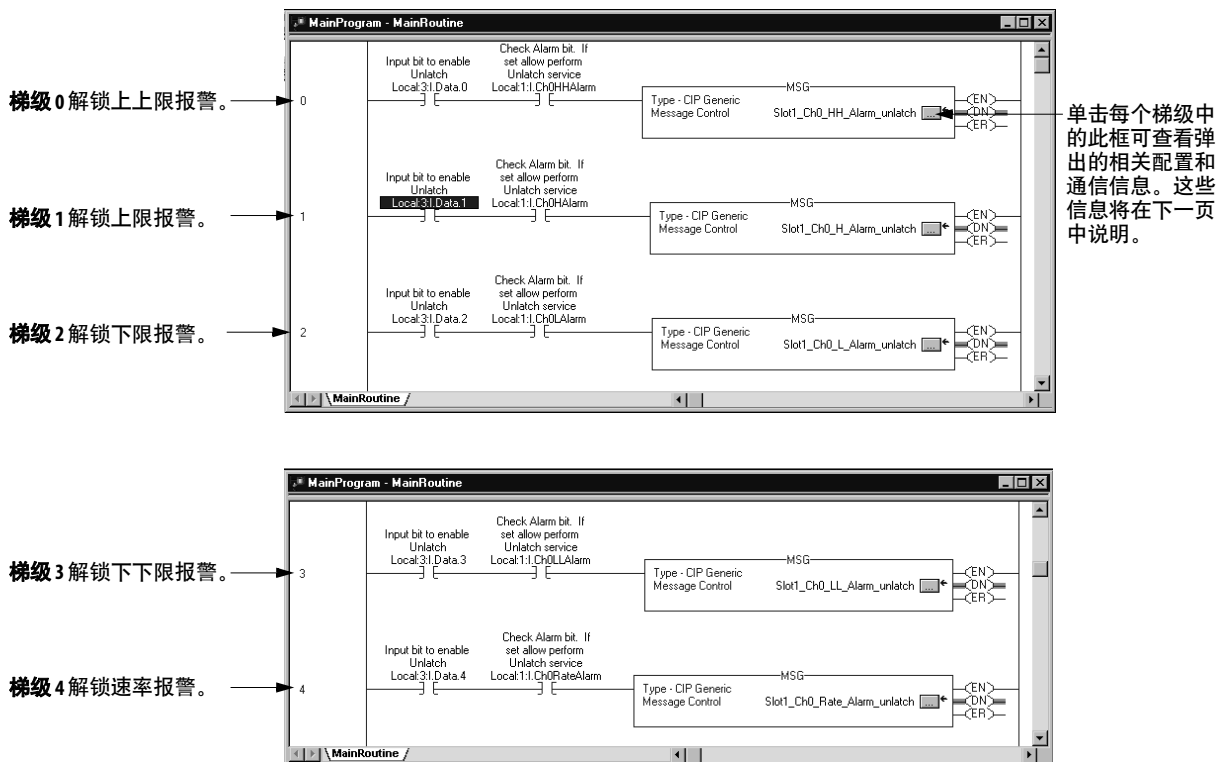 MainProgram - MainRoutine
梯级 0 解锁上上限报警。
0
Input bit to enable
Unlatch
Local:3:I.Data.0
Check Alarm bit. If
set allow perform
Unlatch service
Local:1:I.Ch0HHAlarm
MSG
Type - CIP Generic
Message Control
Slot1_Ch0_HH_Alarm_unlatch
...
EN
DN
ER
单击每个梯级中
的此框可查看弹
出的相关配置和
通信信息。这些
信息将在下一页
中说明。
梯级 1 解锁上限报警。
1
Input bit to enable
Unlatch
Local:3:I.Data.1
Check Alarm bit. If
set allow perform
Unlatch service
Local:1:I.Ch0HAlarm
MSG
Type - CIP Generic
Message Control
Slot1_Ch0_H_Alarm_unlatch
...
EN
DN
ER
梯级 2 解锁下限报警。
2
Input bit to enable
Unlatch
Local:3:I.Data.2
Check Alarm bit. If
set allow perform
Unlatch service
Local:1:I.Ch0LAlarm
MSG
Type - CIP Generic
Message Control
Slot1_Ch0_L_Alarm_unlatch
...
EN
DN
ER
MainRoutine
MainProgram - MainRoutine
梯级 3 解锁下下限报警。
3
Input bit to enable
Unlatch
Local:3:I.Data.3
Check Alarm bit. If
set allow perform
Unlatch service
Local:1:I.Ch0LLAlarm
MSG
Type - CIP Generic
Message Control
Slot1_Ch0_LL_Alarm_unlatch
...
EN
DN
ER
梯级 4 解锁速率报警。
4
Input bit to enable
Unlatch
Local:3:I.Data.4
Check Alarm bit. If
set allow perform
Unlatch service
Local:1:I.Ch0RateAlarm
MSG
Type - CIP Generic
Message Control
Slot1_Ch0_Rate_Alarm_unlatch
...
EN
DN
ER
MainRoutine